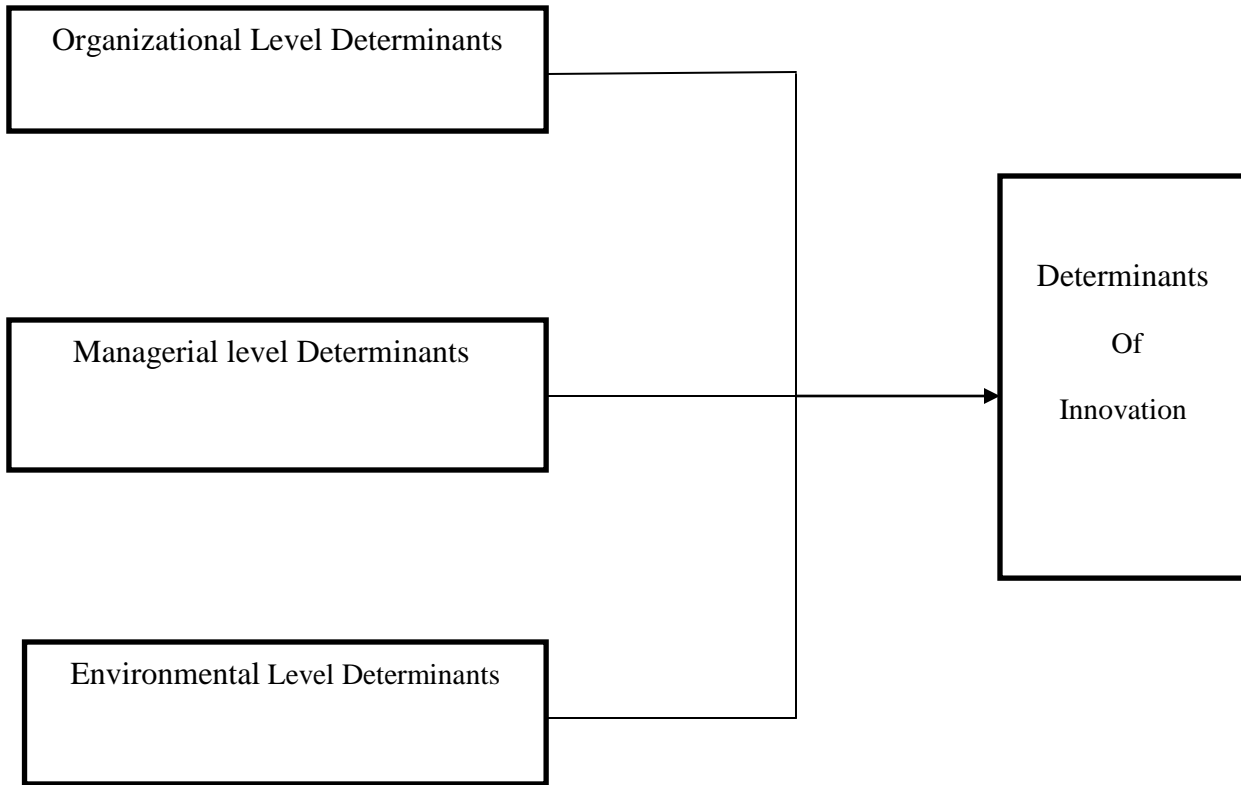 Organizational Level Determinants
Managerial level Determinants
Environmental Level Determinants
Determinants
Of
Innovation